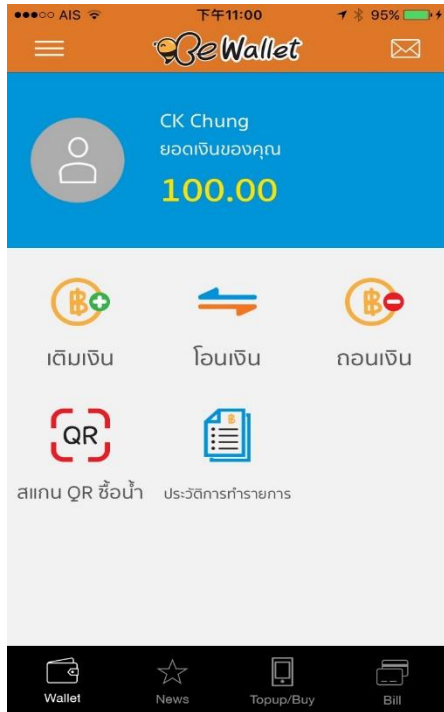 AIS 下午11:00 95%
Be Wallet
CK Chung
ยอดเงินของคุณ
100.00
เติมเงิน โอนเงิน ถอนเงิน
QR
สแกน QR ซื้อน้ำ ประวัติการทำรายการ
Wallet News Topup/Buy Bill